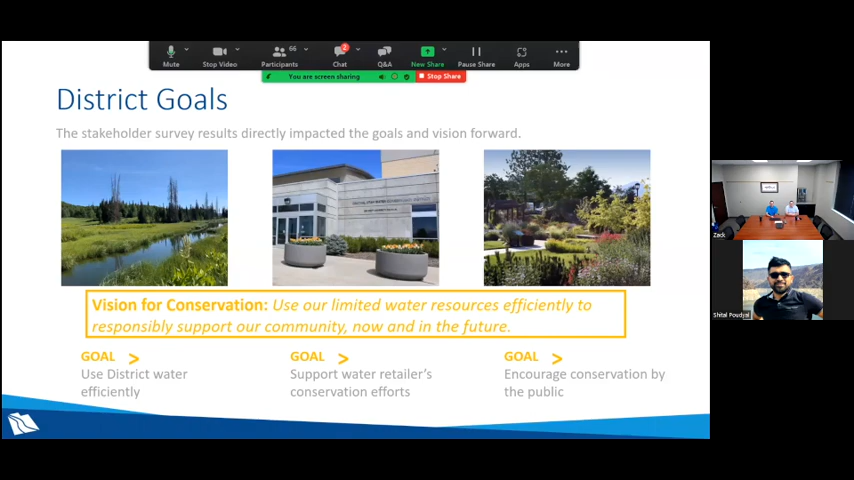 66
2
Mute
Stop Video
Participants
Chat
Q&A
New Share
Pause Share
Apps
More
You are screen sharing
Stop Share
District Goals
The stakeholder survey results directly impacted the goals and vision forward.
Vision for Conservation: Use our limited water resources efficiently to
responsibly support our community, now and in the future.
GOAL >
Use District water
efficiently
GOAL >
Support water retailer's
conservation efforts
GOAL >
Encourage conservation by
the public
Zack
Shital Poudyal